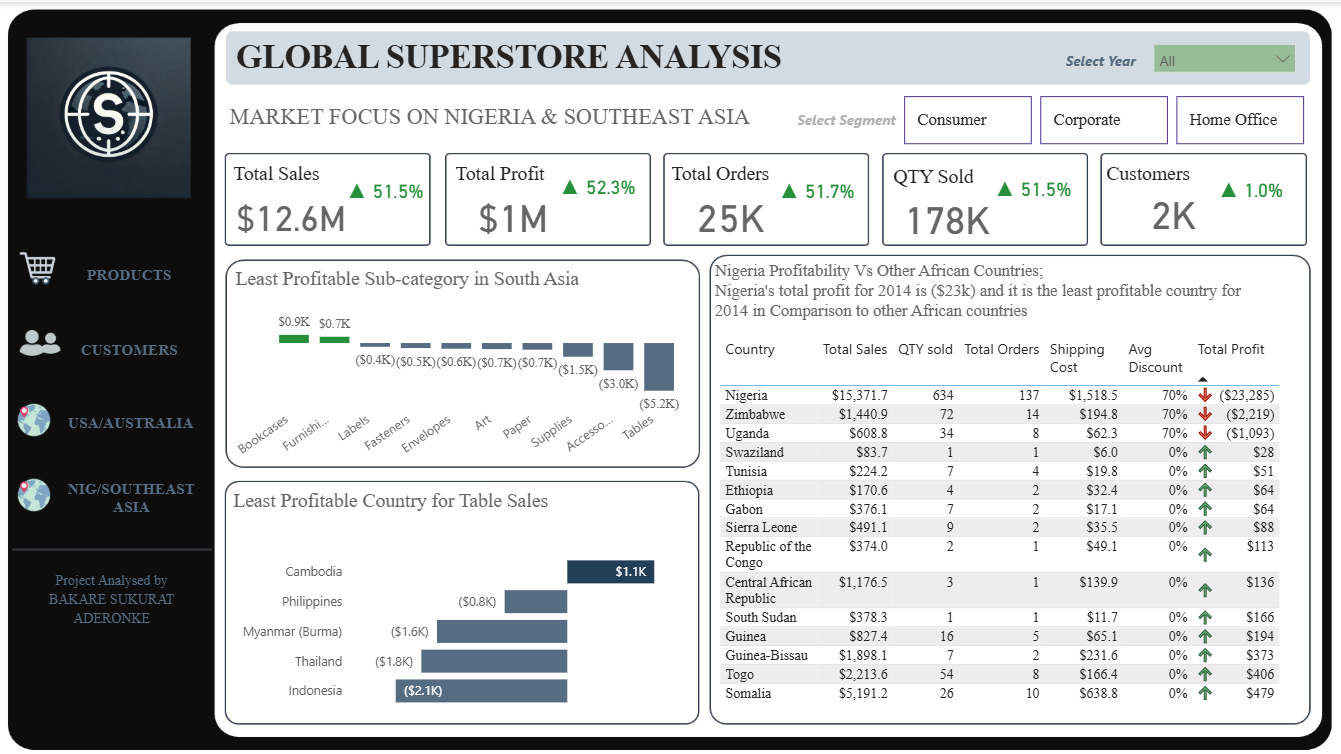 GLOBAL SUPERSTORE ANALYSIS
Select Year
All
MARKET FOCUS ON NIGERIA & SOUTHEAST ASIA
Select Segment
Consumer
Corporate
Home Office
S
PRODUCTS
CUSTOMERS
USA/AUSTRALIA
NIG/SOUTHEAST
ASIA
Project Analysed by
BAKARE SUKURAT
ADERONKE
Total Sales
▲ 51.5%
$12.6M
Total Profit
▲ 52.3%
$1M
Total Orders
▲ 51.7%
25K
QTY Sold
▲ 51.5%
178K
Customers
▲ 1.0%
2K
Least Profitable Sub-category in South Asia
$0.9K $0.7K
($0.4K) ($0.5K) ($0.6K) ($0.7K) ($0.7K) ($1.5K) ($3.0K) ($5.2K)
Bookcases Furnishi... Labels Fasteners Envelopes Art Paper Supplies Accesso... Tables
Least Profitable Country for Table Sales
Cambodia $1.1K
Philippines ($0.8K)
Myanmar (Burma) ($1.6K)
Thailand ($1.8K)
Indonesia ($2.1K)
Nigeria Profitability Vs Other African Countries;
Nigeria's total profit for 2014 is ($23k) and it is the least profitable country for
2014 in Comparison to other African countries
Country Total Sales QTY sold Total Orders Shipping Avg Total Profit
Cost Discount
Nigeria $15,371.7 634 137 $1,518.5 70% ($23,285)
Zimbabwe $1,440.9 72 14 $194.8 70% ($2,219)
Uganda $608.8 34 8 $62.3 70% ($1,093)
Swaziland $83.7 1 1 $6.0 0% $28
Tunisia $224.2 7 4 $19.8 0% $51
Ethiopia $170.6 4 2 $32.4 0% $64
Gabon $376.1 7 2 $17.1 0% $64
Sierra Leone $491.1 9 2 $35.5 0% $88
Republic of the $374.0 2 1 $49.1 0% $113
Congo
Central African $1,176.5 3 1 $139.9 0% $136
Republic
South Sudan $378.3 1 1 $11.7 0% $166
Guinea $827.4 16 5 $65.1 0% $194
Guinea-Bissau $1,898.1 7 2 $231.6 0% $373
Togo $2,213.6 54 8 $166.4 0% $406
Somalia $5,191.2 26 10 $638.8 0% $479